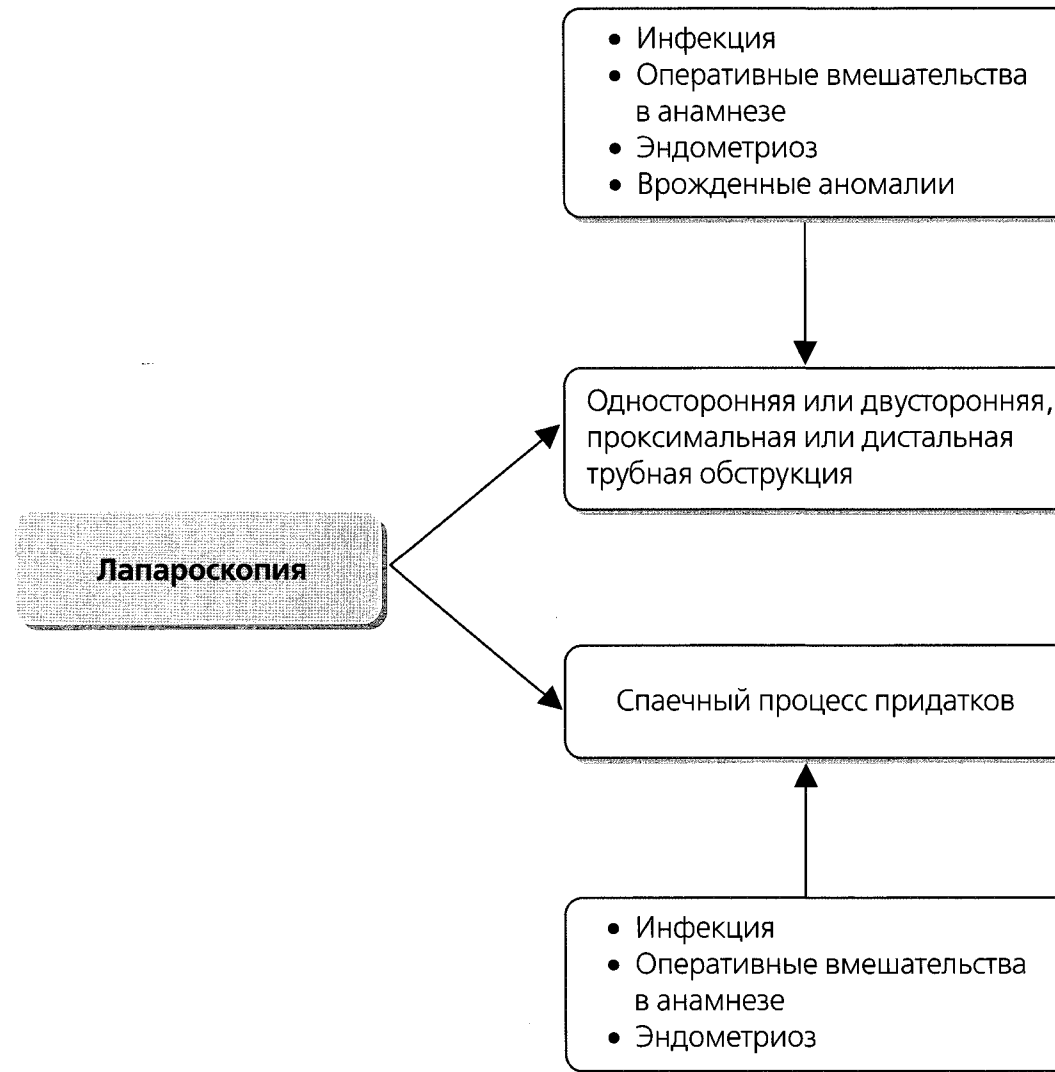 • Инфекция
• Оперативные вмешательства
в анамнезе
• Эндометриоз
• Врожденные аномалии
Односторонняя или двусторонняя,
проксимальная или дистальная
трубная обструкция
Лапароскопия
Спаечный процесс придатков
• Инфекция
• Оперативные вмешательства
в анамнезе
• Эндометриоз